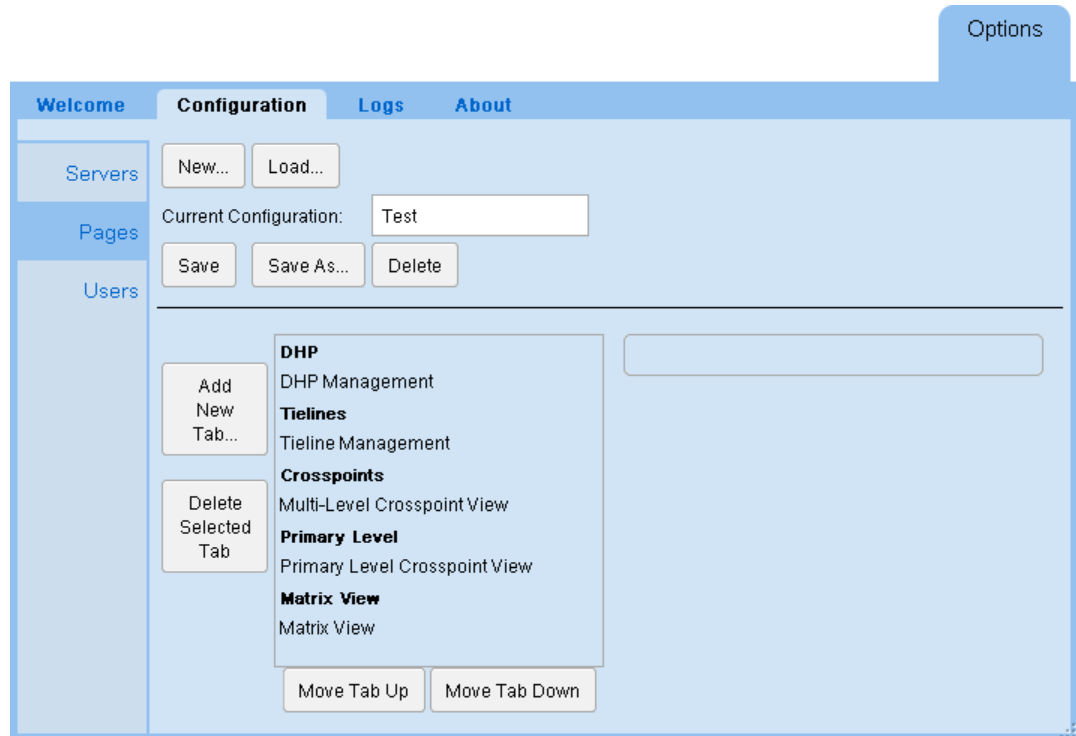 Options
Welcome Configuration Logs About
Servers
Pages
Users
New... Load...
Current Configuration: Test
Save Save As... Delete
Add
New
Tab...
Delete
Selected
Tab
DHP
DHP Management
Tielines
Tieline Management
Crosspoints
Multi-Level Crosspoint View
Primary Level
Primary Level Crosspoint View
Matrix View
Matrix View
Move Tab Up Move Tab Down